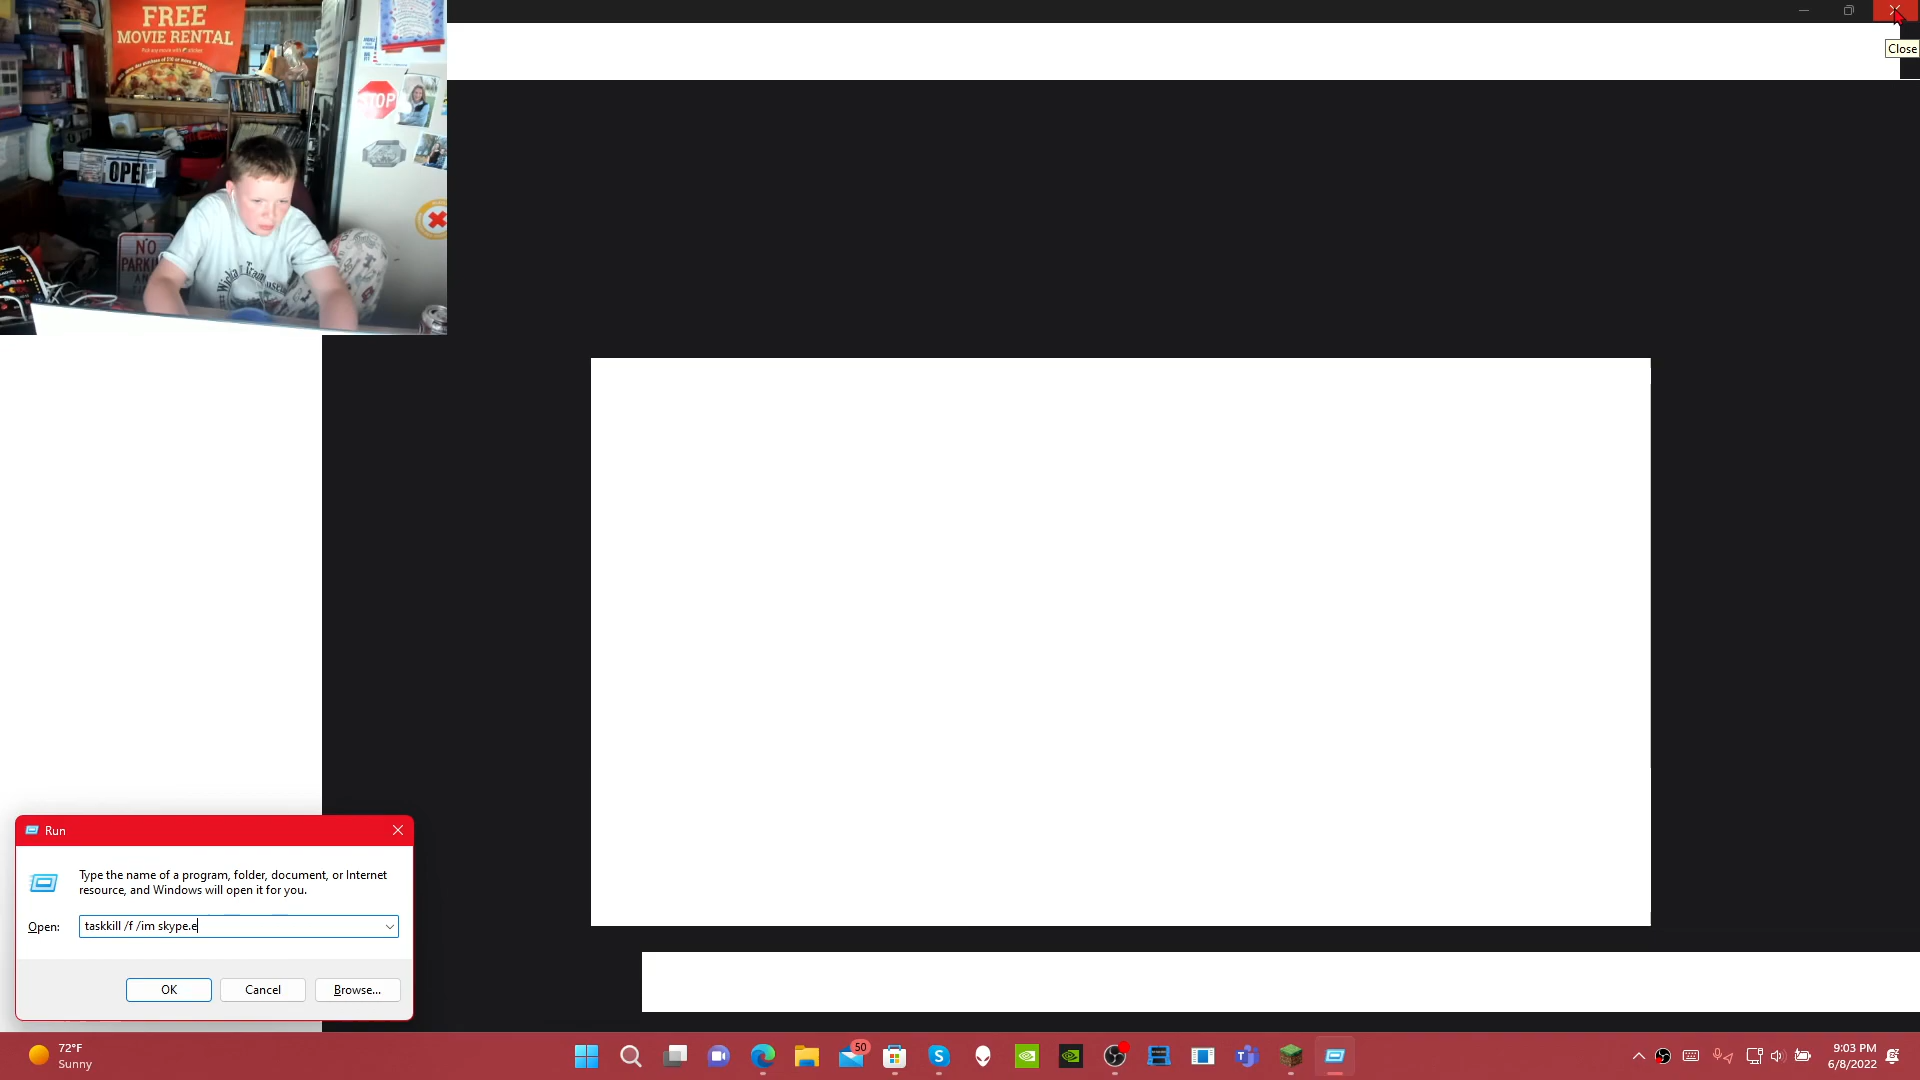 FREE
MOVIE RENTAL
STOP
OPEN
NO
PARKI
Close
Run
Type the name of a program, folder, document, or Internet
resource, and Windows will open it for you.
Open:
taskkill /f /im skype.e
OK
Cancel
Browse...
72°F
Sunny
50
9:03 PM
6/8/2022